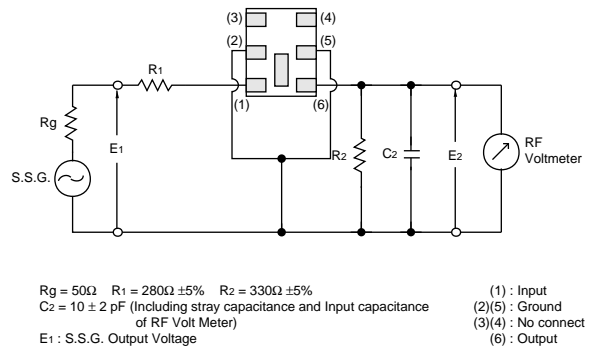 (3) (4)
(2) (5)
R1
(1) (6)
Rg
E1
R2
C2
E2
RF
Voltmeter
S.S.G.
Rg = 50Ω R1 = 280Ω ±5% R2 = 330Ω ±5%
C2 = 10 ± 2 pF (Including stray capacitance and Input capacitance
of RF Volt Meter)
E1 : S.S.G. Output Voltage
(1) : Input
(2)(5) : Ground
(3)(4) : No connect
(6) : Output